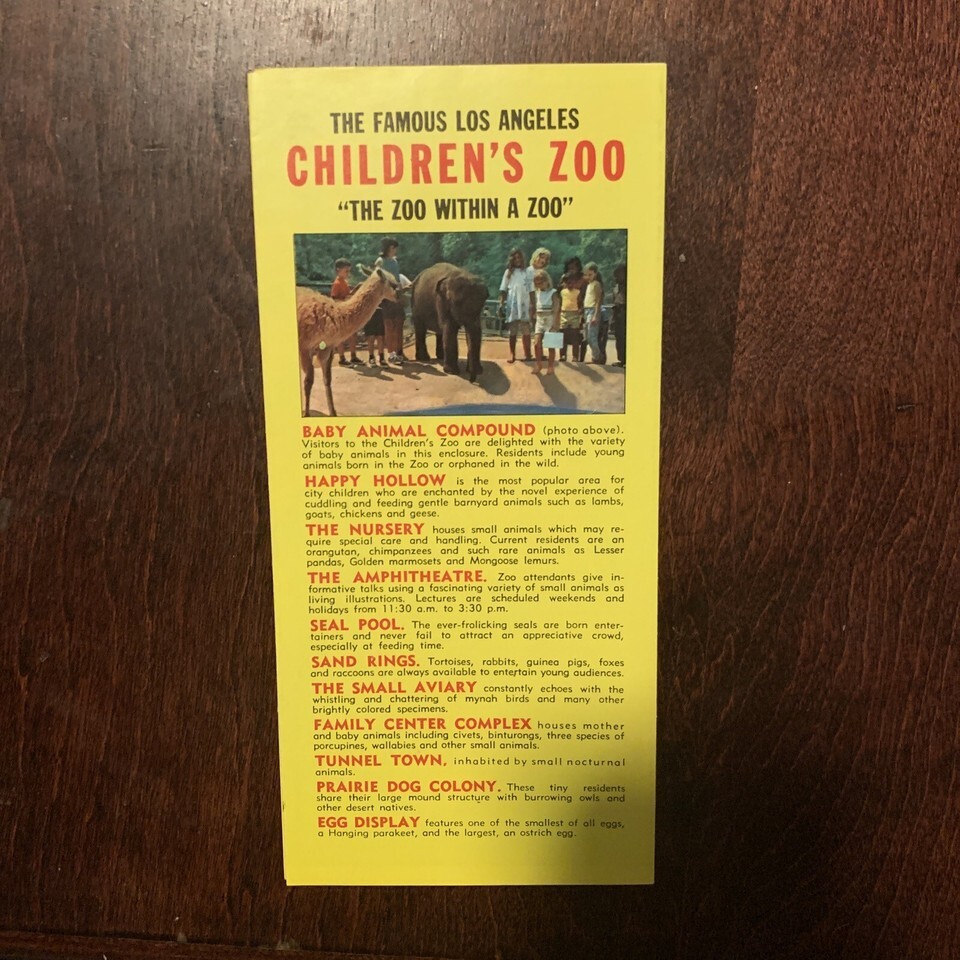 THE FAMOUS LOS ANGELES
CHILDREN'S ZOO
"THE ZOO WITHIN A ZOO"
BABY ANIMAL COMPOUND (photo above).
Visitors to the Children's Zoo are delighted with the variety
of baby animals in this enclosure. Residents include young
animals born in the Zoo or orphaned in the wild.
HAPPY HOLLOW is the most popular area for
city children who are enchanted by the novel experience of
cuddling and feeding gentle barnyard animals such as lambs,
goats, chickens and geese.
THE NURSERY houses small animals which may re-
quire special care and handling. Current residents are an
orangutan, chimpanzees and such rare animals as Lesser
pandas, Golden marmosets and Mongoose lemurs.
THE AMPHITHEATRE. Zoo attendants give in-
formative talks using a fascinating variety of small animals as
living illustrations. Lectures are scheduled weekends and
holidays from 11:30 a.m. to 3:30 p.m.
SEAL POOL. The ever-frolicking seals are born enter-
tainers and never fail to attract an appreciative crowd,
especially at feeding time.
SAND RINGS. Tortoises, rabbits, guinea pigs, foxes
and raccoons are always available to entertain young audiences.
THE SMALL AVIARY constantly echoes with the
whistling and chattering of mynah birds and many other
brightly colored specimens.
FAMILY CENTER COMPLEX houses mother
and baby animals including civets, binturongs, three species of
porcupines, wallabies and other small animals.
TUNNEL TOWN, inhabited by small nocturnal
animals.
PRAIRIE DOG COLONY. These tiny residents
share their large mound structure with burrowing owls and
other desert natives.
EGG DISPLAY features one of the smallest of all eggs,
a Hanging parakeet, and the largest, an ostrich egg.